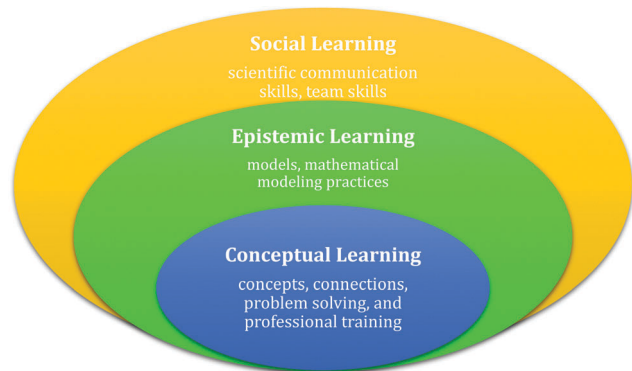 Social Learning
scientific communication
skills, team skills
Epistemic Learning
models, mathematical
modeling practices
Conceptual Learning
concepts, connections,
problem solving, and
professional training